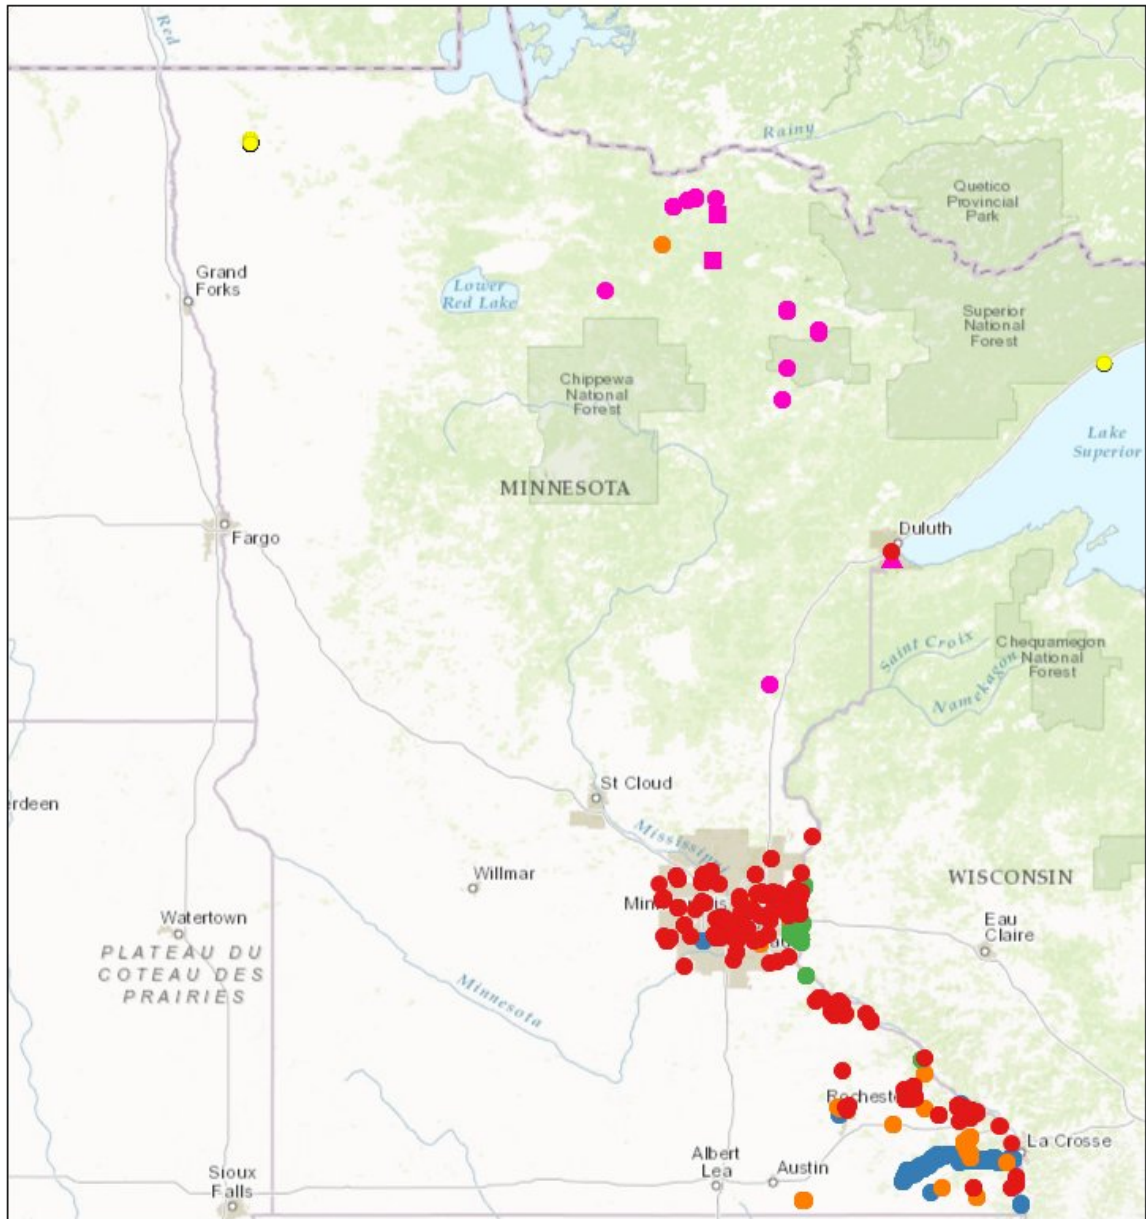 Red
Rainy
Quetico
Provincial
Park
Grand
Forks
Lower
Red Lake
Superior
National
Forest
Chippewa
National
Forest
Lake
Superior
MINNESOTA
Duluth
Fargo
Saint Croix
Chequamegon
National
Forest
Namekagon
St Cloud
erdeen
Mississippi
Willmar
WISCONSIN
Watertown
Eau
Claire
PLATEAU DU
COTEAU DES
PRAIRIES
Minnesota
La Crosse
Albert
Lea
Austin
Sioux
Falls